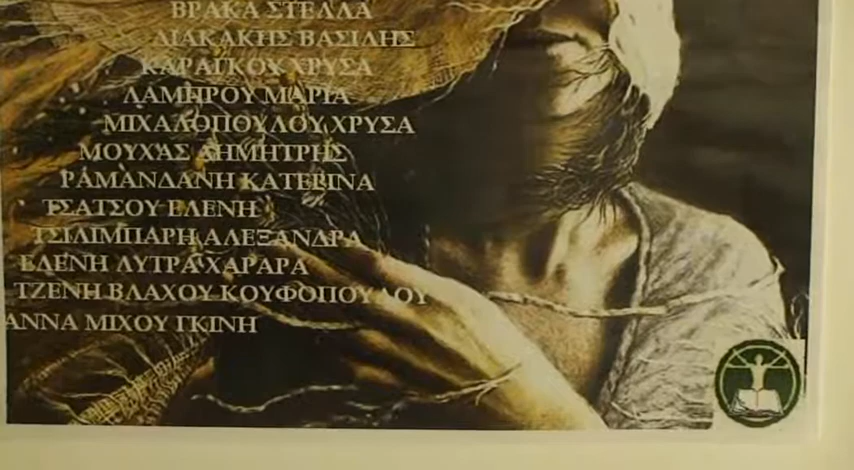 ΒΡΑΚΑ ΣΤΕΛΛΑ
ΔΙΑΚΑΚΗΣ ΒΑΣΙΛΗΣ
ΚΑΡΑΓΚΟΥ ΧΡΥΣΑ
ΛΑΜΠΡΟΥ ΜΑΡΙΑ
ΜΙΧΑΛΟΠΟΥΛΟΥ ΧΡΥΣΑ
ΜΟΥΧΑΣ ΔΗΜΗΤΡΗΣ
ΡΑΜΑΝΔΑΝΗ ΚΑΤΕΡΙΝΑ
ΤΣΑΤΣΟΥ ΕΛΕΝΗ
ΤΣΙΛΙΜΠΑΡΗ ΑΛΕΞΑΝΔΡΑ
ΕΛΕΝΗ ΛΥΤΡΑ ΧΑΡΑΡΑ
ΤΖΕΝΗ ΒΛΑΧΟΥ ΚΟΥΦΟΠΟΥΛΟΥ
ΑΝΝΑ ΜΙΧΟΥ ΓΚΙΝΗ